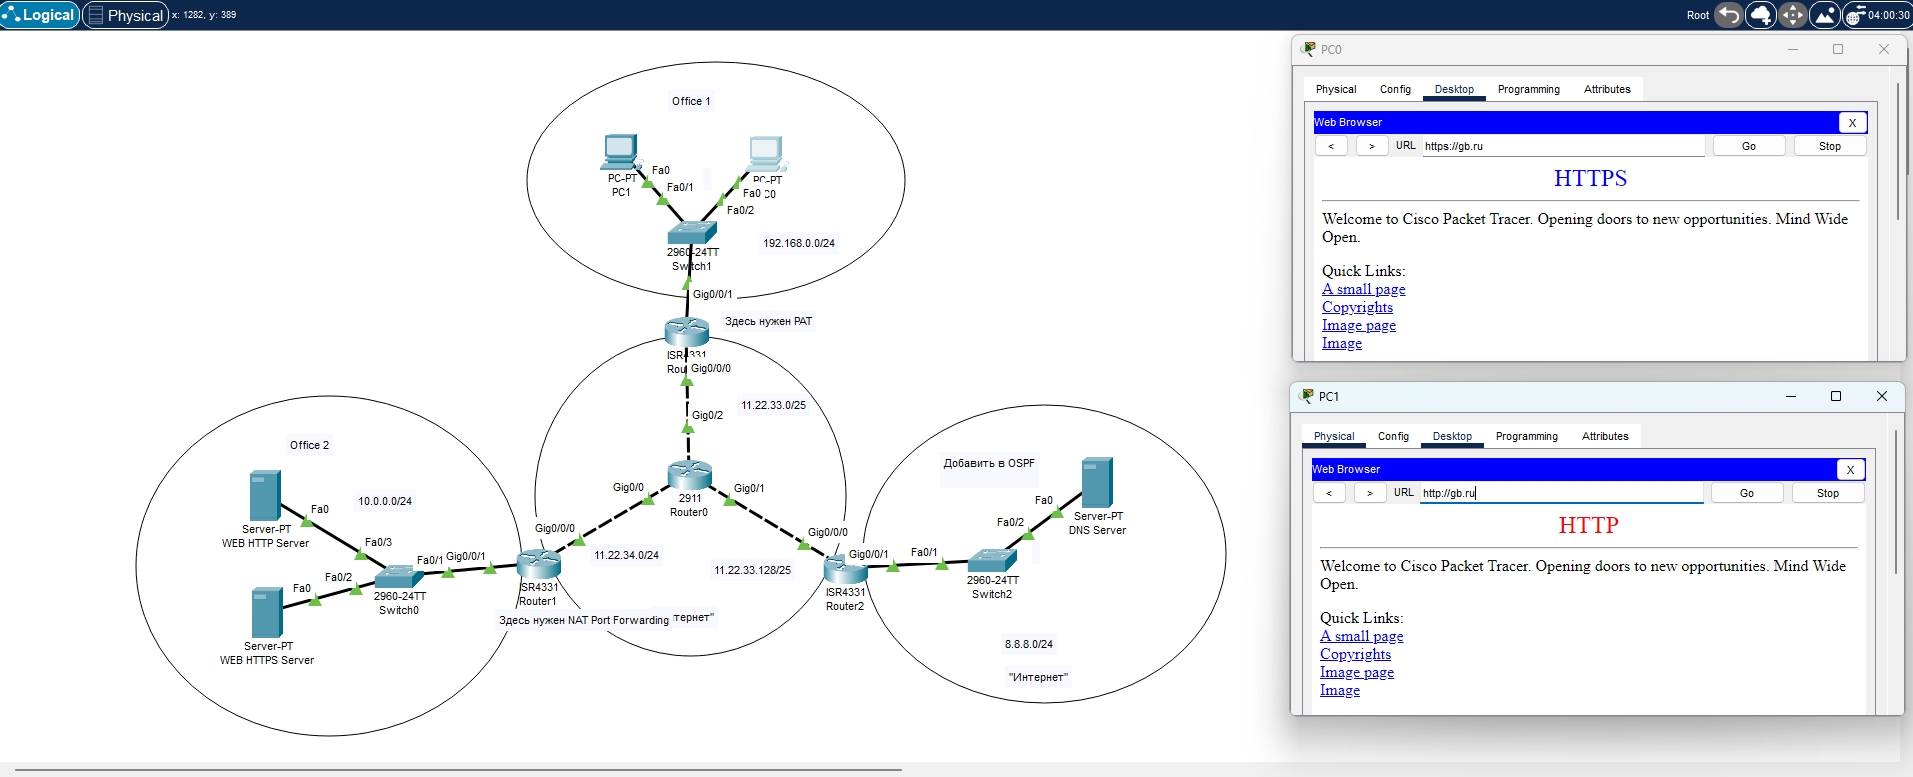 Logical
Physical
x: 1282, y: 389
Root
04:00:30
Office 1
PC-PT
PC1
Fa0
Fa0/1
PC-PT
C0
Fa0
Fa0/2
2960-24TT
Switch1
192.168.0.0/24
Gig0/0/1
Здесь нужен PAT
ISR4331
Rou
Gig0/0/0
Gig0/2
11.22.33.0/25
Gig0/0
Gig0/1
2911
Router0
Gig0/0/0
11.22.34.0/24
Gig0/0/0
11.22.33.128/25
Office 2
10.0.0.0/24
Fa0
Server-PT
WEB HTTP Server
Fa0/3
Fa0/1
Gig0/0/1
Fa0
Fa0/2
2960-24TT
Switch0
Server-PT
WEB HTTPS Server
ISR4331
Router1
Здесь нужен NAT Port Forwarding
тернет"
Добавить в OSPF
Fa0
Fa0/2
Server-PT
DNS Server
Gig0/0/1
Fa0/1
2960-24TT
Switch2
ISR4331
Router2
8.8.8.0/24
"Интернет"
PC0
Physical
Config
Desktop
Programming
Attributes
Web Browser
X
<
>
URL
https://gb.ru
Go
Stop
HTTPS
Welcome to Cisco Packet Tracer. Opening doors to new opportunities. Mind Wide
Open.
Quick Links:
A small page
Copyrights
Image page
Image
PC1
Physical
Config
Desktop
Programming
Attributes
Web Browser
X
<
>
URL
http://gb.ru
Go
Stop
HTTP
Welcome to Cisco Packet Tracer. Opening doors to new opportunities. Mind Wide
Open.
Quick Links:
A small page
Copyrights
Image page
Image